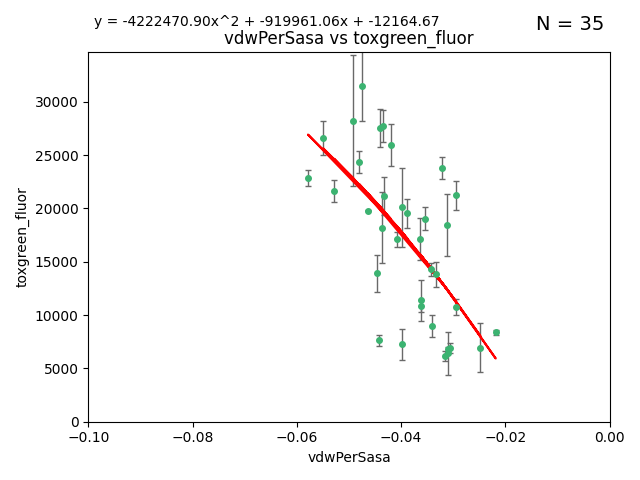 y = -4222470.90x^2 + -919961.06x + -12164.67
N = 35
vdwPerSasa vs toxgreen_fluor
30000
25000
20000
15000
10000
5000
0
toxgreen_fluor
−0.10 −0.08 −0.06 −0.04 −0.02 0.00
vdwPerSasa